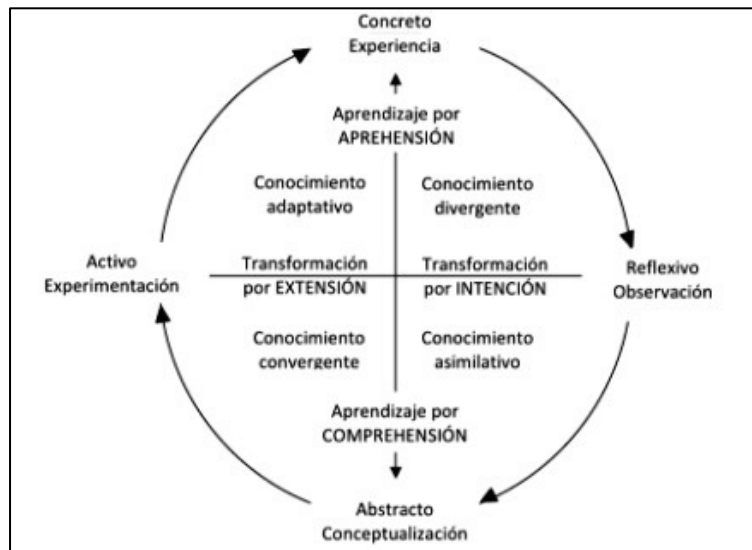 Concreto
Experiencia
Aprendizaje por
APREHENSIÓN
Conocimiento
adaptativo
Conocimiento
divergente
Activo
Experimentación
Transformación
por EXTENSIÓN
Transformación
por INTENCIÓN
Reflexivo
Observación
Conocimiento
convergente
Conocimiento
asimilativo
Aprendizaje por
COMPREHENSIÓN
Abstracto
Conceptualización